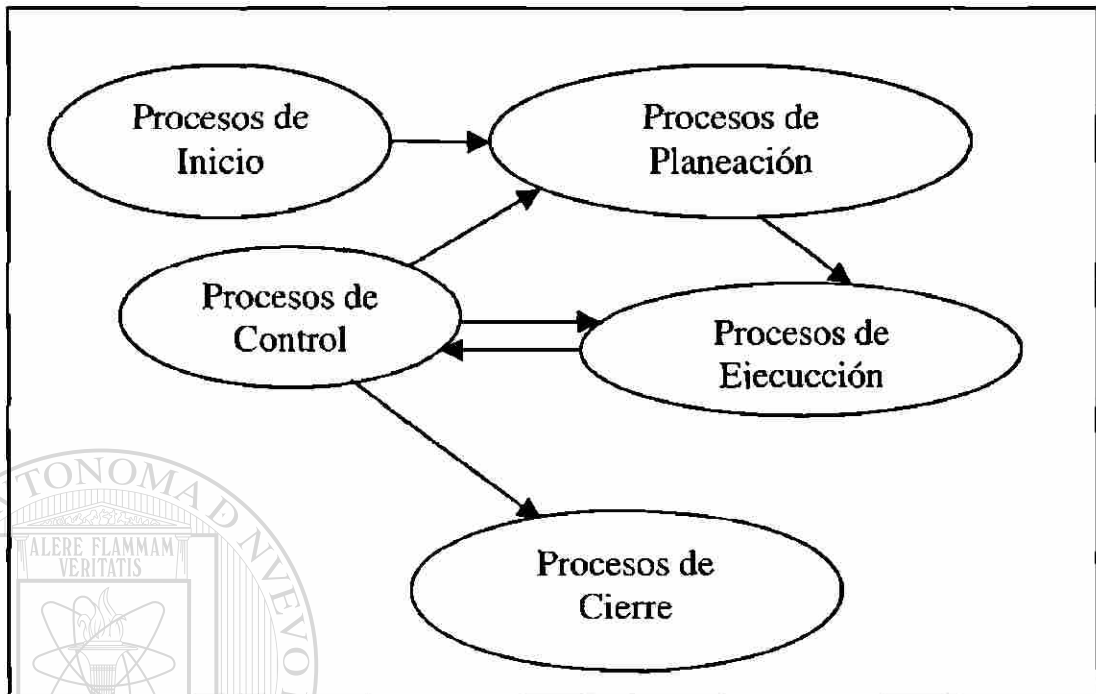 Procesos de
Inicio
Procesos de
Planeación
Procesos de
Control
Procesos de
Ejecucción
Procesos de
Cierre
TONOMA D NVEVO
ALERE FLAMMAM
VERITATIS